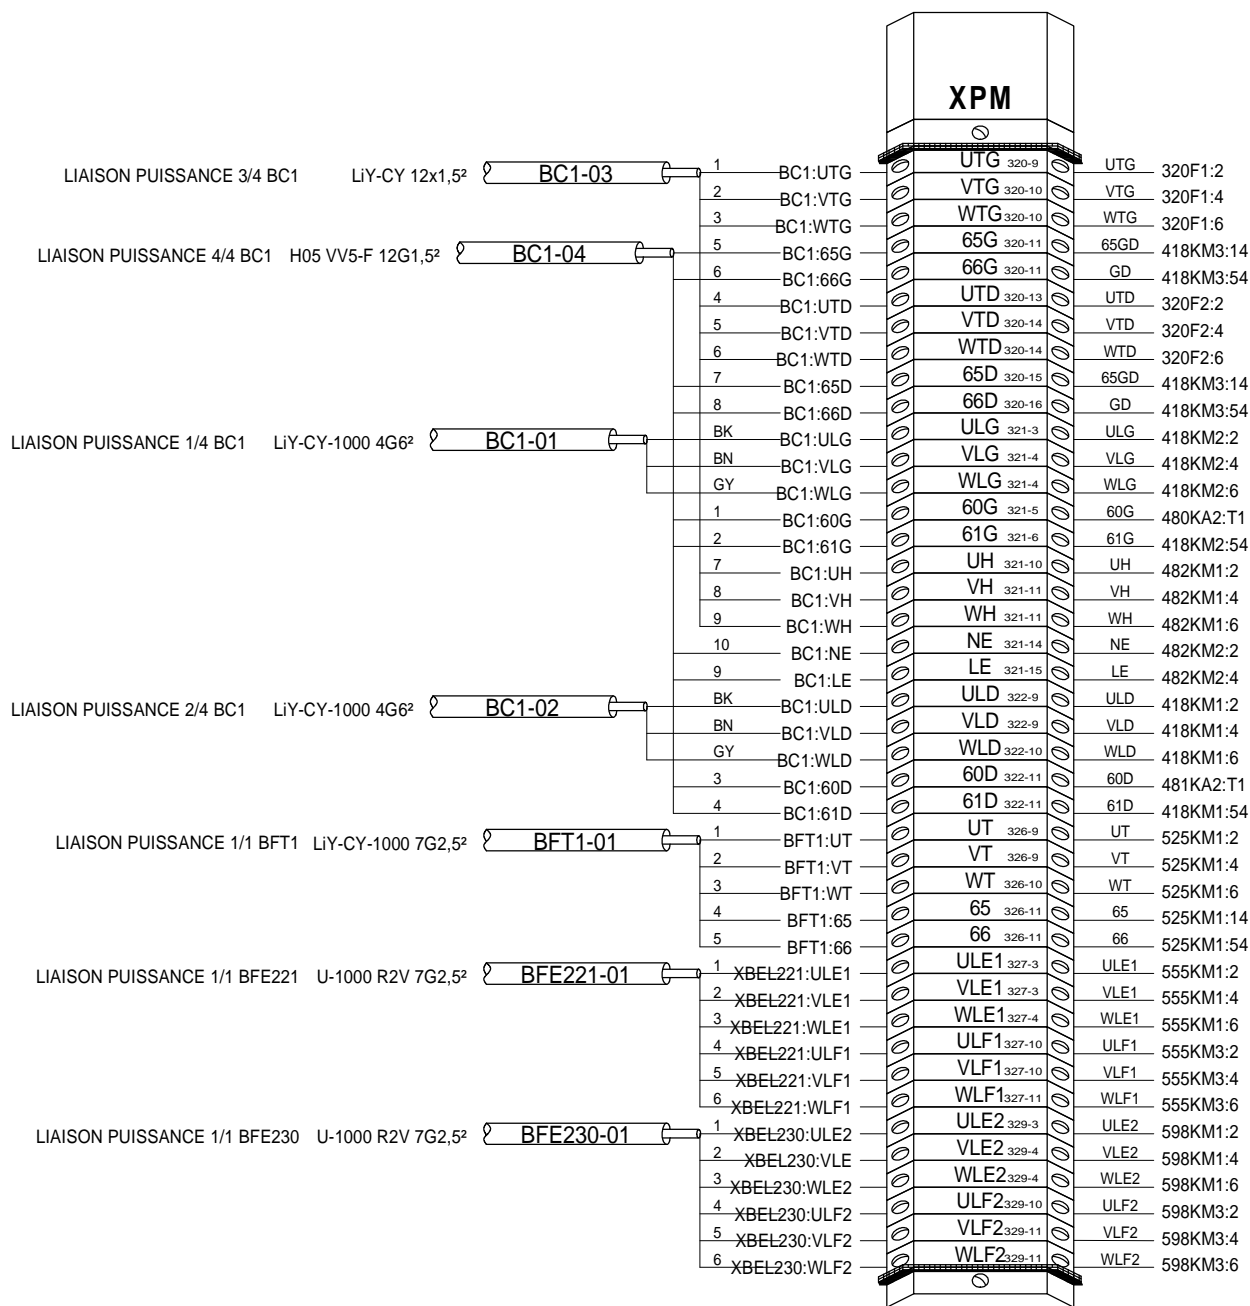 XPM
LIAISON PUISSANCE 3/4 BC1 LiY-CY 12x1,5² BC1-03 1 BC1:UTG UTG 320-9 UTG 320F1:2
2 BC1:VTG VTG 320-10 VTG 320F1:4
3 BC1:WTG WTG 320-10 WTG 320F1:6
LIAISON PUISSANCE 4/4 BC1 H05 VV5-F 12G1,5² BC1-04 5 BC1:65G 65G 320-11 65GD 418KM3:14
6 BC1:66G 66G 320-11 GD 418KM3:54
4 BC1:UTD UTD 320-13 UTD 320F2:2
5 BC1:VTD VTD 320-14 VTD 320F2:4
6 BC1:WTD WTD 320-14 WTD 320F2:6
7 BC1:65D 65D 320-15 65GD 418KM3:14
8 BC1:66D 66D 320-16 GD 418KM3:54
LIAISON PUISSANCE 1/4 BC1 LiY-CY-1000 4G6² BC1-01 BK BC1:ULG ULG 321-3 ULG 418KM2:2
BN BC1:VLG VLG 321-4 VLG 418KM2:4
GY BC1:WLG WLG 321-4 WLG 418KM2:6
1 BC1:60G 60G 321-5 60G 480KA2:T1
2 BC1:61G 61G 321-6 61G 418KM2:54
7 BC1:UH UH 321-10 UH 482KM1:2
8 BC1:VH VH 321-11 VH 482KM1:4
9 BC1:WH WH 321-11 WH 482KM1:6
10 BC1:NE NE 321-14 NE 482KM2:2
9 BC1:LE LE 321-15 LE 482KM2:4
LIAISON PUISSANCE 2/4 BC1 LiY-CY-1000 4G6² BC1-02 BK BC1:ULD ULD 322-9 ULD 418KM1:2
BN BC1:VLD VLD 322-9 VLD 418KM1:4
GY BC1:WLD WLD 322-10 WLD 418KM1:6
3 BC1:60D 60D 322-11 60D 481KA2:T1
4 BC1:61D 61D 322-11 61D 418KM1:54
LIAISON PUISSANCE 1/1 BFT1 LiY-CY-1000 7G2,5² BFT1-01 1 BFT1:UT UT 326-9 UT 525KM1:2
2 BFT1:VT VT 326-9 VT 525KM1:4
3 BFT1:WT WT 326-10 WT 525KM1:6
4 BFT1:65 65 326-11 65 525KM1:14
5 BFT1:66 66 326-11 66 525KM1:54
LIAISON PUISSANCE 1/1 BFE221 U-1000 R2V 7G2,5² BFE221-01 1 XBEL221:ULE1 ULE1 327-3 ULE1 555KM1:2
2 XBEL221:VLE1 VLE1 327-3 VLE1 555KM1:4
3 XBEL221:WLE1 WLE1 327-4 WLE1 555KM1:6
4 XBEL221:ULF1 ULF1 327-10 ULF1 555KM3:2
5 XBEL221:VLF1 VLF1 327-10 VLF1 555KM3:4
6 XBEL221:WLF1 WLF1 327-11 WLF1 555KM3:6
LIAISON PUISSANCE 1/1 BFE230 U-1000 R2V 7G2,5² BFE230-01 1 XBEL230:ULE2 ULE2 329-3 ULE2 598KM1:2
2 XBEL230:VLE VLE2 329-4 VLE2 598KM1:4
3 XBEL230:WLE2 WLE2 329-4 WLE2 598KM1:6
4 XBEL230:ULF2 ULF2 329-10 ULF2 598KM3:2
5 XBEL230:VLF2 VLF2 329-11 VLF2 598KM3:4
6 XBEL230:WLF2 WLF2 329-11 WLF2 598KM3:6